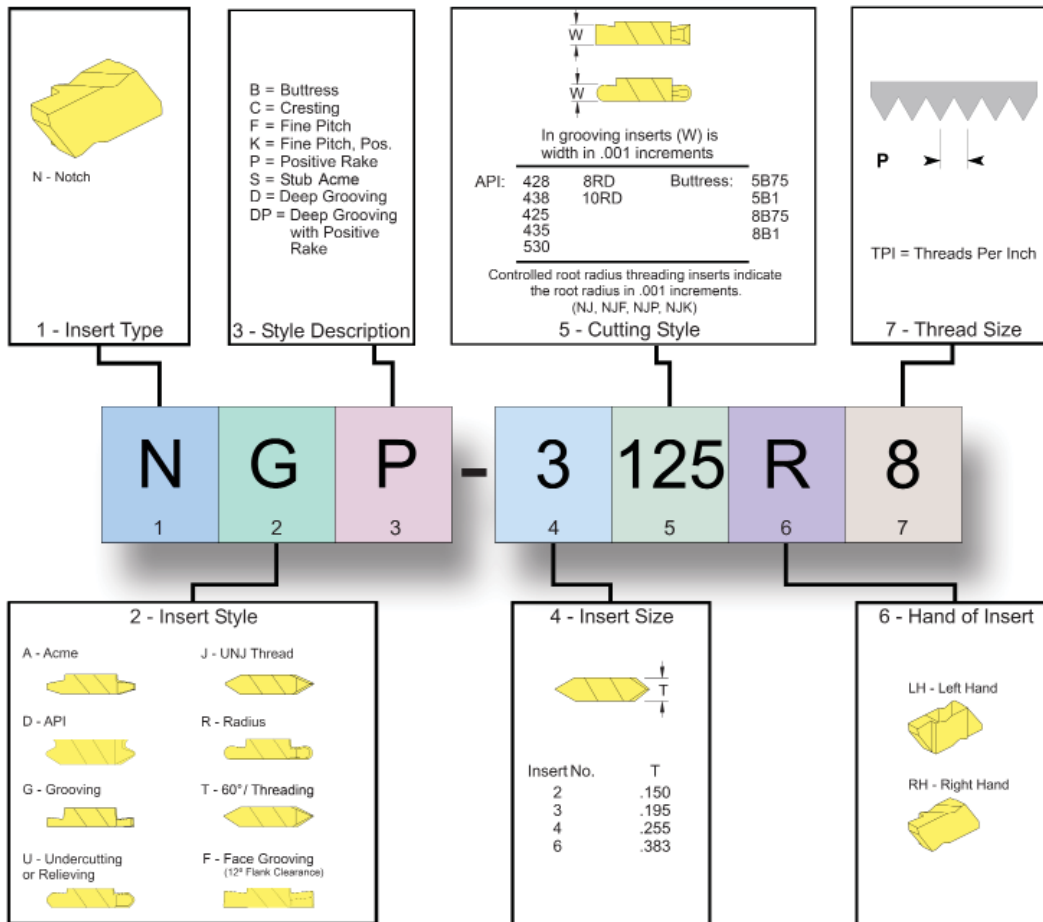 N - Notch
1 - Insert Type
B = Buttress
C = Cresting
F = Fine Pitch
K = Fine Pitch, Pos.
P = Positive Rake
S = Stub Acme
D = Deep Grooving
DP = Deep Grooving
with Positive
Rake
3 - Style Description
W
W
In grooving inserts (W) is
width in .001 increments
API: 428 8RD Buttress: 5B75
438 10RD 5B1
425 8B75
435 8B1
530
Controlled root radius threading inserts indicate
the root radius in .001 increments.
(NJ, NJF, NJP, NJK)
5 - Cutting Style
P
TPI = Threads Per Inch
7 - Thread Size
N G P - 3 125 R 8
1 2 3 4 5 6 7
2 - Insert Style
A - Acme J - UNJ Thread
D - API R - Radius
G - Grooving T - 60°/ Threading
U - Undercutting F - Face Grooving
or Relieving (12º Flank Clearance)
4 - Insert Size
T
Insert No. T
2 .150
3 .195
4 .255
6 .383
6 - Hand of Insert
LH - Left Hand
RH - Right Hand